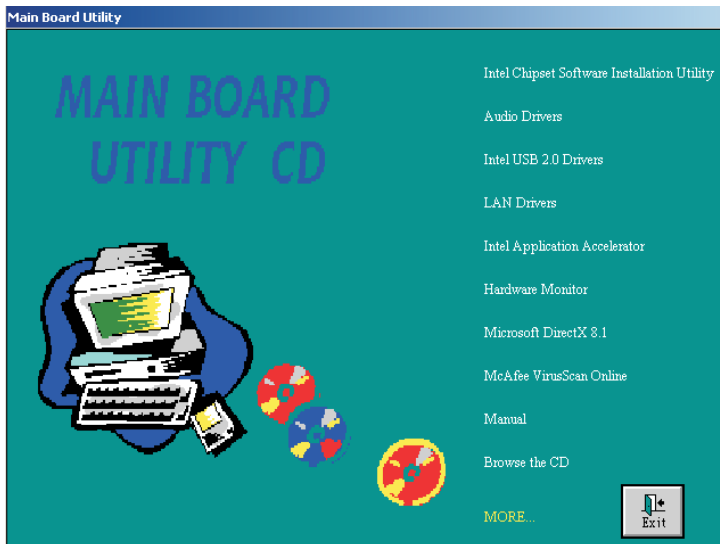 Main Board Utility
MAIN BOARD
UTILITY CD
Intel Chipset Software Installation Utility
Audio Drivers
Intel USB 2.0 Drivers
LAN Drivers
Intel Application Accelerator
Hardware Monitor
Microsoft DirectX 8.1
McAfee VirusScan Online
Manual
Browse the CD
MORE...
Exit